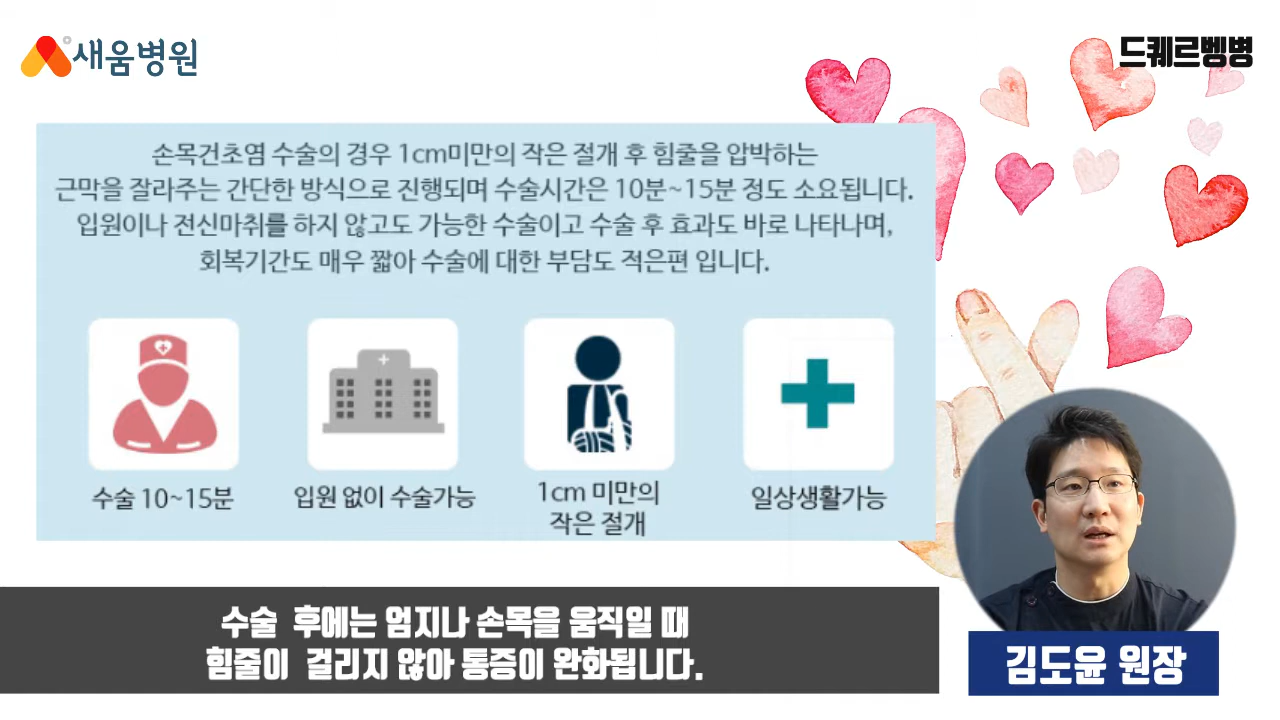 새움병원
드퀘르벵병
손목건초염 수술의 경우 1cm미만의 작은 절개 후 힘줄을 압박하는
근막을 잘라주는 간단한 방식으로 진행되며 수술시간은 10분~15분 정도 소요됩니다.
입원이나 전신마취를 하지 않고도 가능한 수술이고 수술 후 효과도 바로 나타나며,
회복기간도 매우 짧아 수술에 대한 부담도 적은편 입니다.
수술 10~15분
입원 없이 수술가능
1cm 미만의
작은 절개
일상생활가능
수술 후에는 엄지나 손목을 움직일 때
힘줄이 걸리지 않아 통증이 완화됩니다.
김도윤 원장